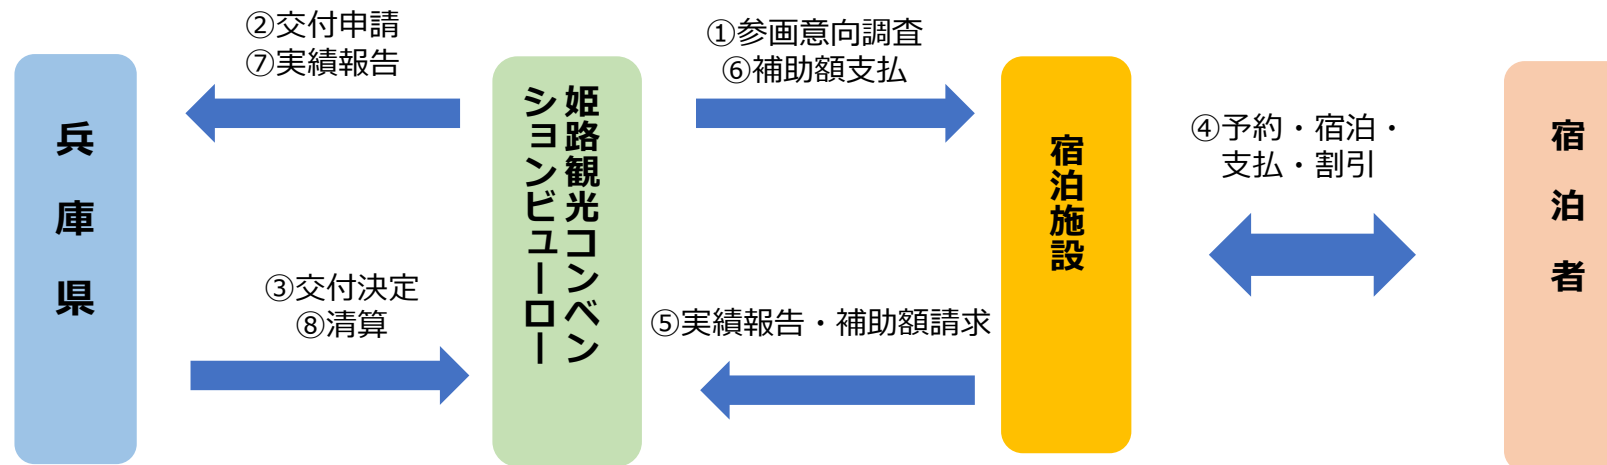 ②交付申請
⑦実績報告
①参画意向調査
⑥補助額支払
兵庫県
姫路観光コンベン
ションビューロー
宿泊施設
④予約・宿泊・
支払・割引
宿泊者
③交付決定
⑧清算
⑤実績報告・補助額請求